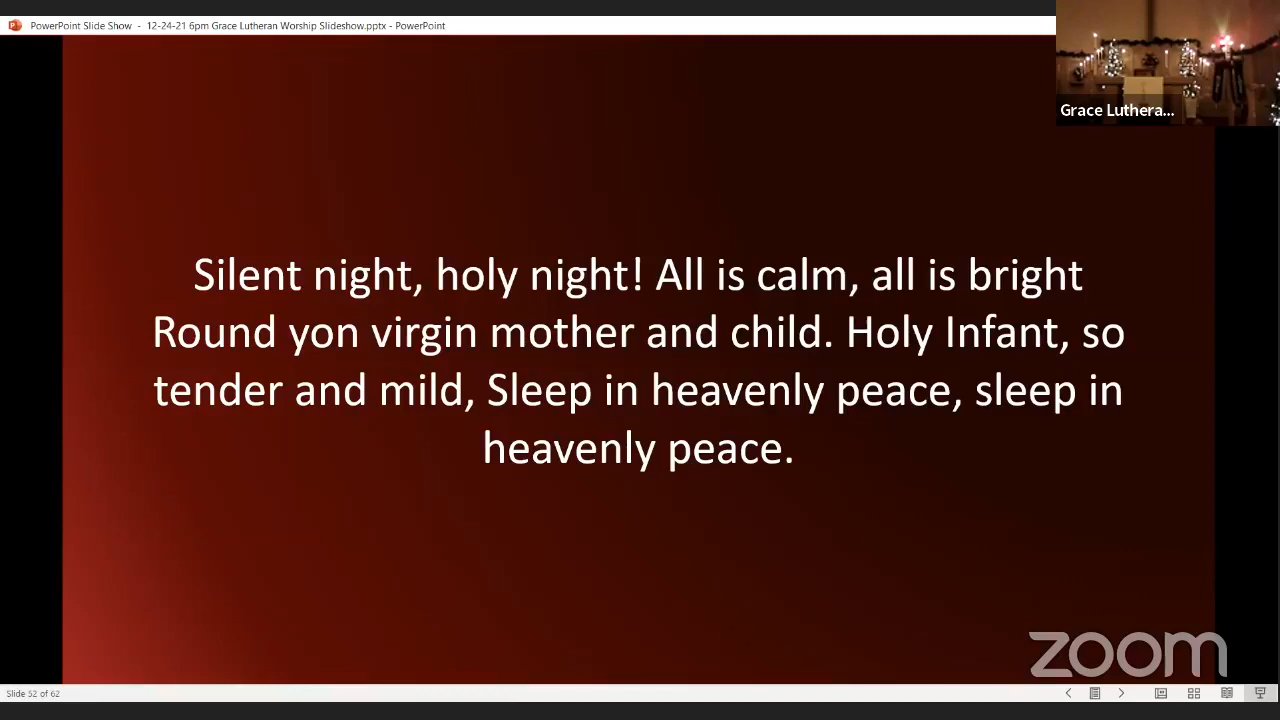 PowerPoint Slide Show - 12-24-21 6pm Grace Lutheran Worship Slideshow.pptx - PowerPoint
Grace Luthera...
Silent night, holy night! All is calm, all is bright
Round yon virgin mother and child. Holy Infant, so
tender and mild, Sleep in heavenly peace, sleep in
heavenly peace.
zoom
Slide 52 of 62